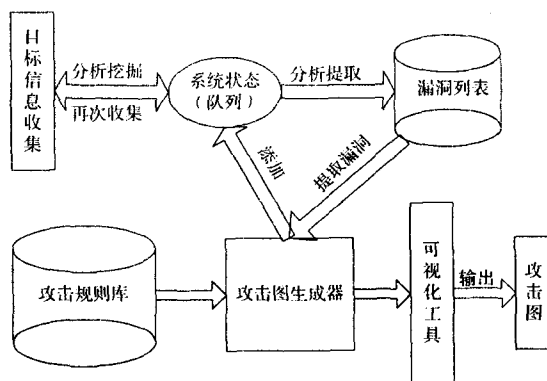 目标信息收集
分析挖掘
再次收集
系统状态
（队列）
分析提取
漏洞列表
添加
提取漏洞
攻击规则库
攻击图生成器
可视化工具
输出
攻击图